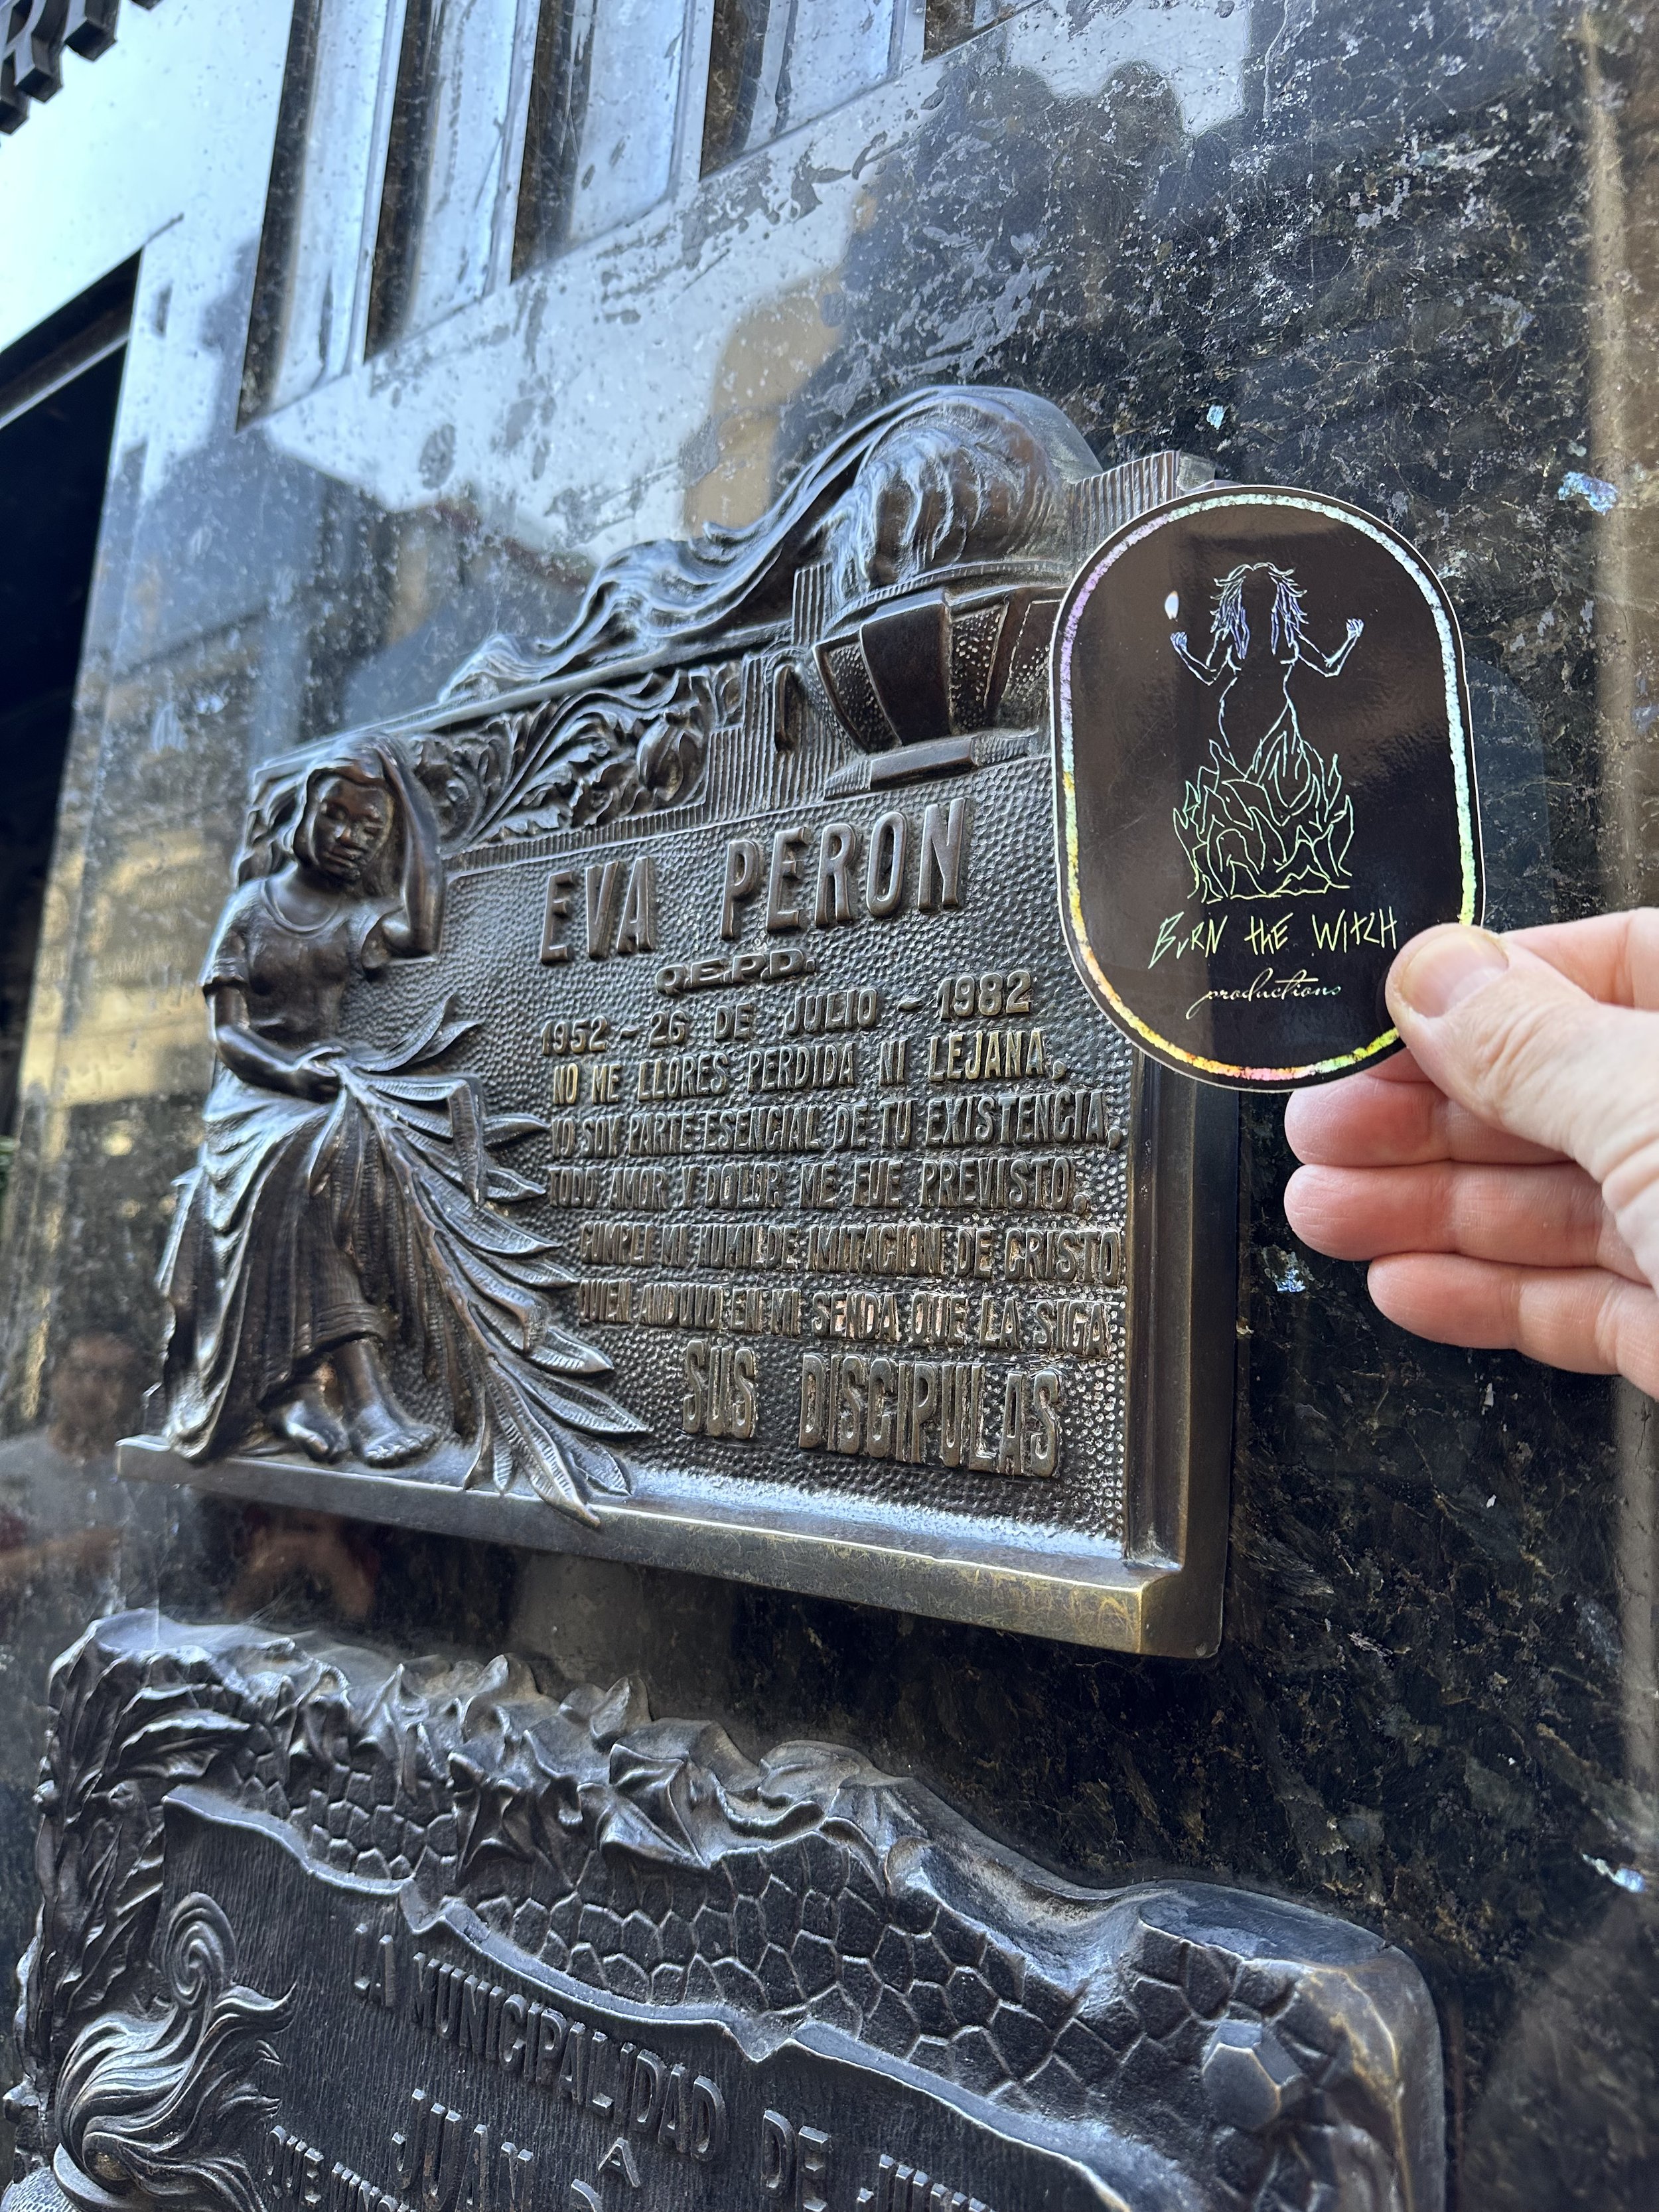 EVA PERON
Q.E.P.D.
1952 ~ 26 DE JULIO ~ 1982
NO ME LLORES PERDIDA NI LEJANA,
YO SOY PARTE ESENCIAL DE TU EXISTENCIA,
TODO AMOR Y DOLOR ME FUE PREVISTO,
CUMPLI MI HUMILDE IMITACION DE CRISTO
QUIEN ANDUVO EN MI SENDA QUE LA SIGA
SUS DISCIPULAS
BURN THE WITCH
productions
LA MUNICIPALIDAD DE
A
JUAN
QUE